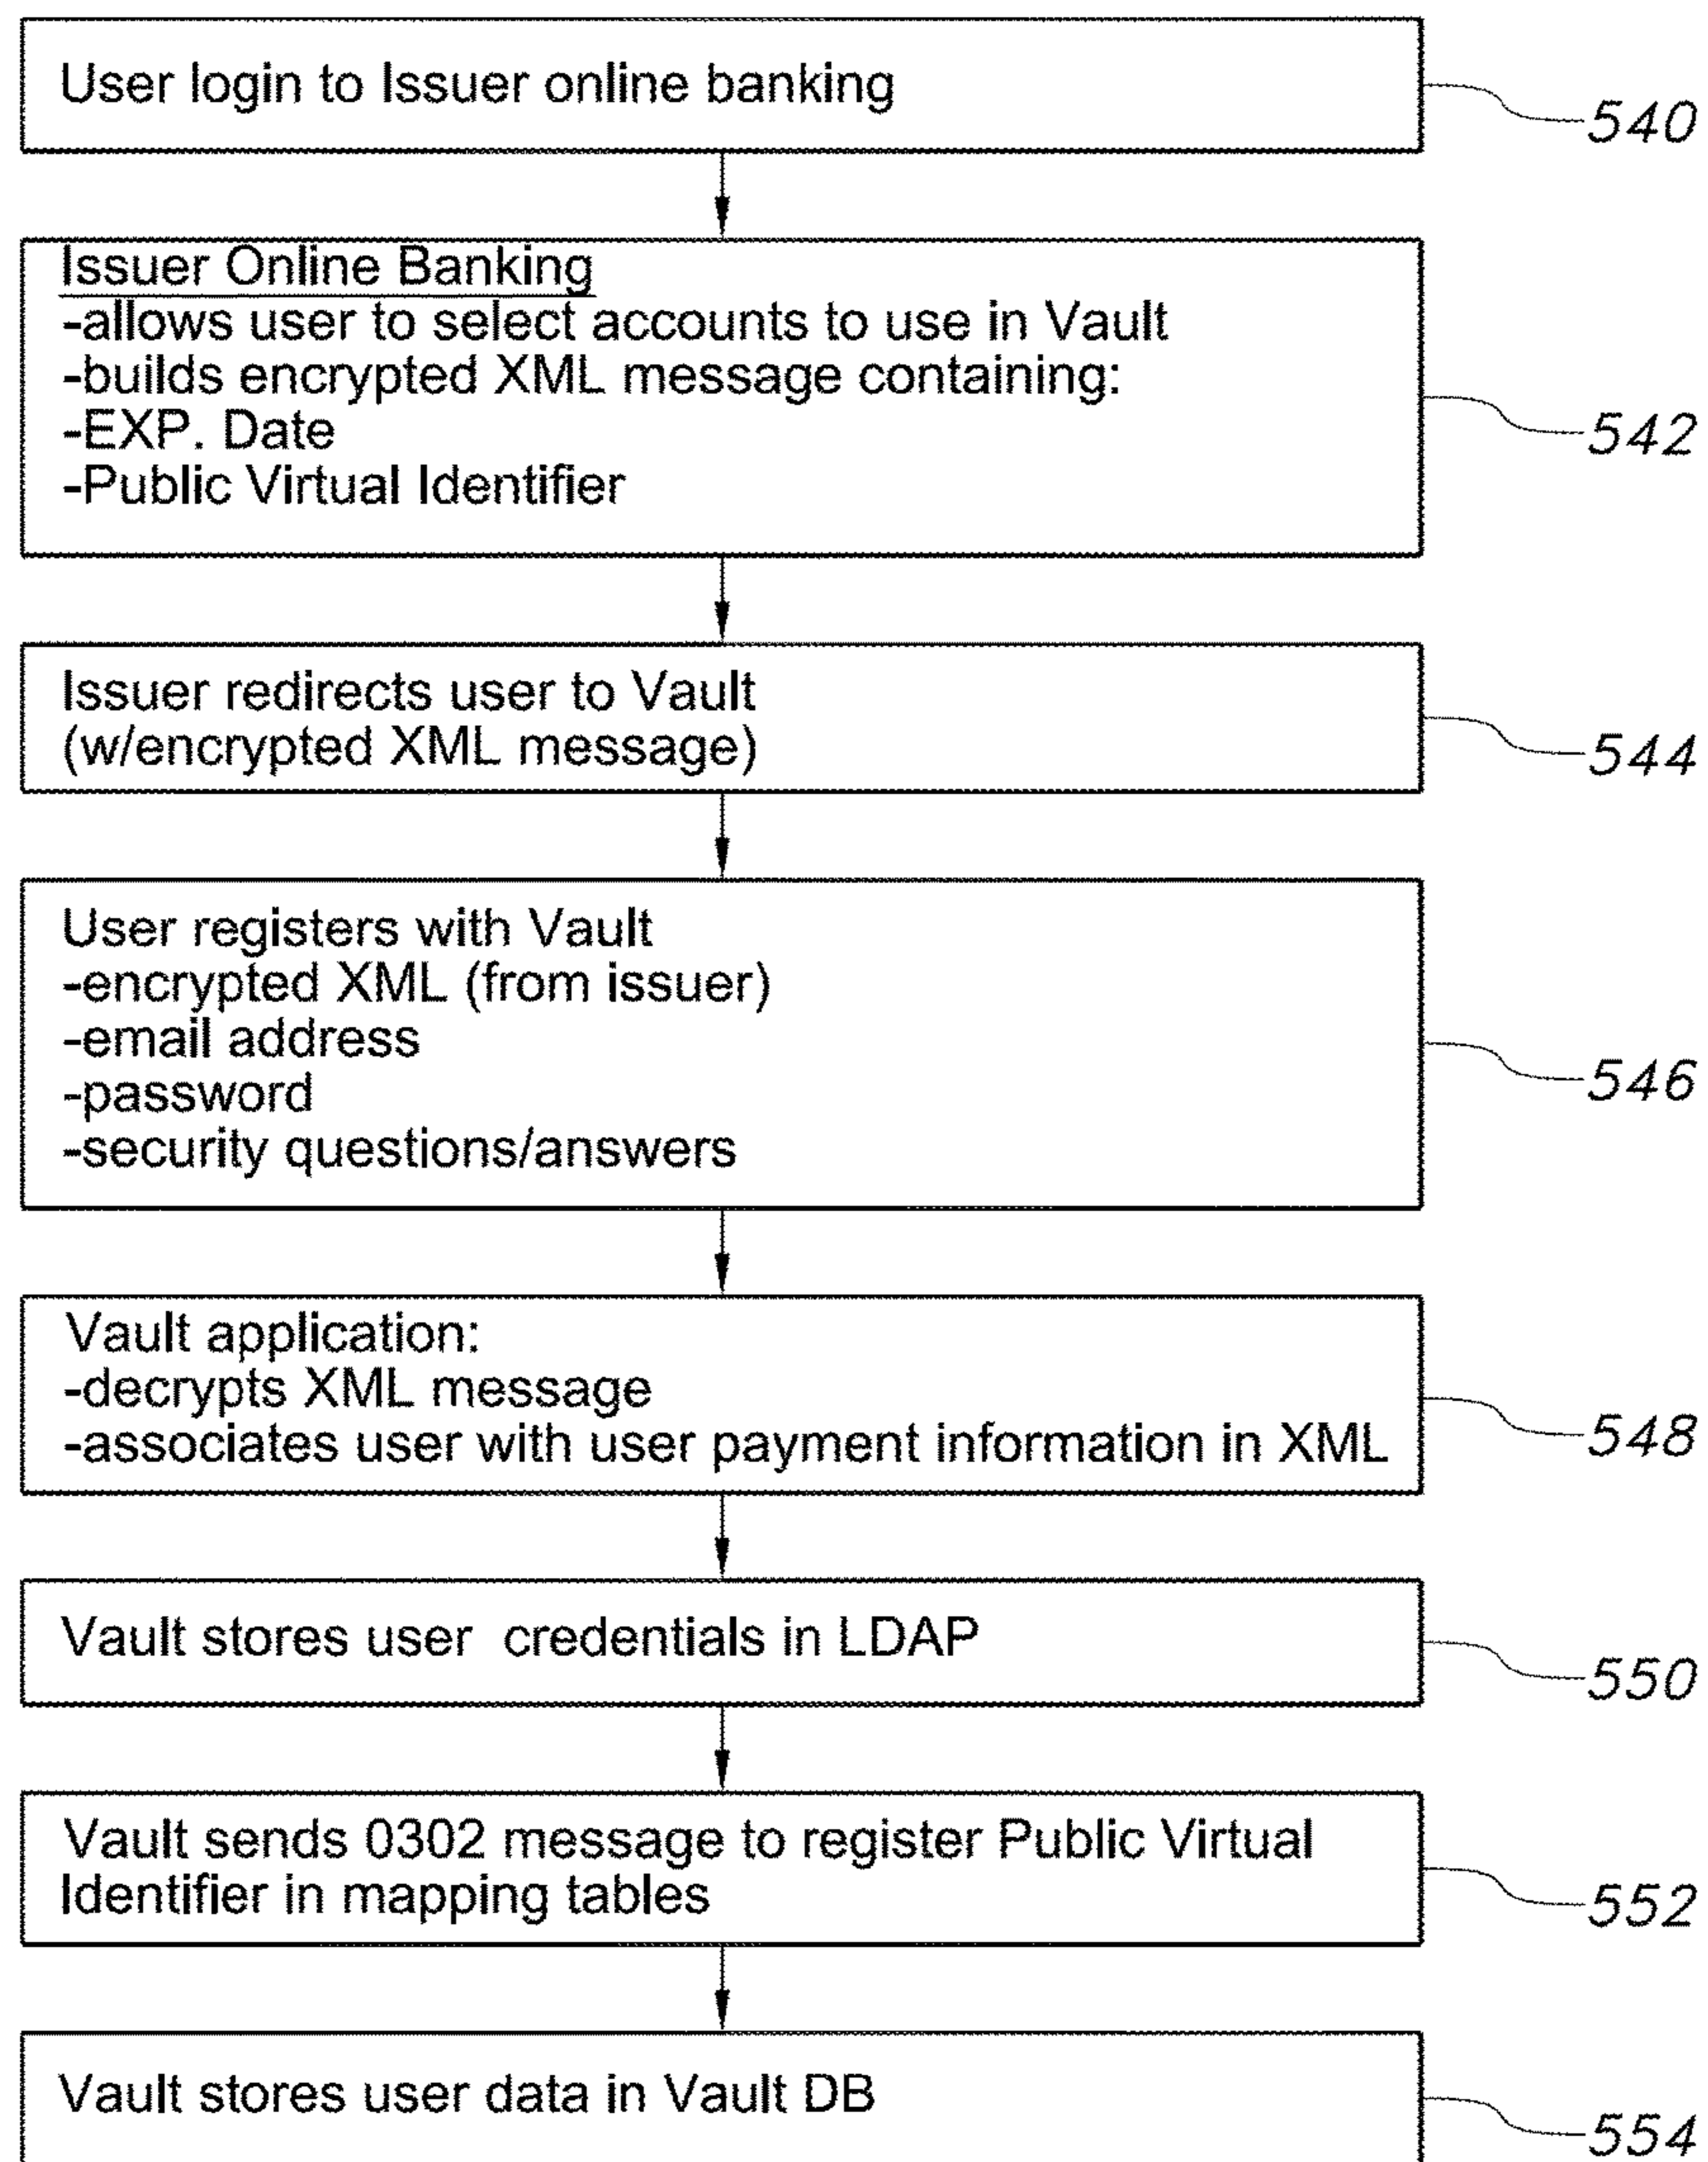 User login to Issuer online banking
540
Issuer Online Banking
-allows user to select accounts to use in Vault
-builds encrypted XML message containing:
-EXP. Date
-Public Virtual Identifier
542
Issuer redirects user to Vault
(w/encrypted XML message)
544
User registers with Vault
-encrypted XML (from issuer)
-email address
-password
-security questions/answers
546
Vault application:
-decrypts XML message
-associates user with user payment information in XML
548
Vault stores user credentials in LDAP
550
Vault sends 0302 message to register Public Virtual
Identifier in mapping tables
552
Vault stores user data in Vault DB
554